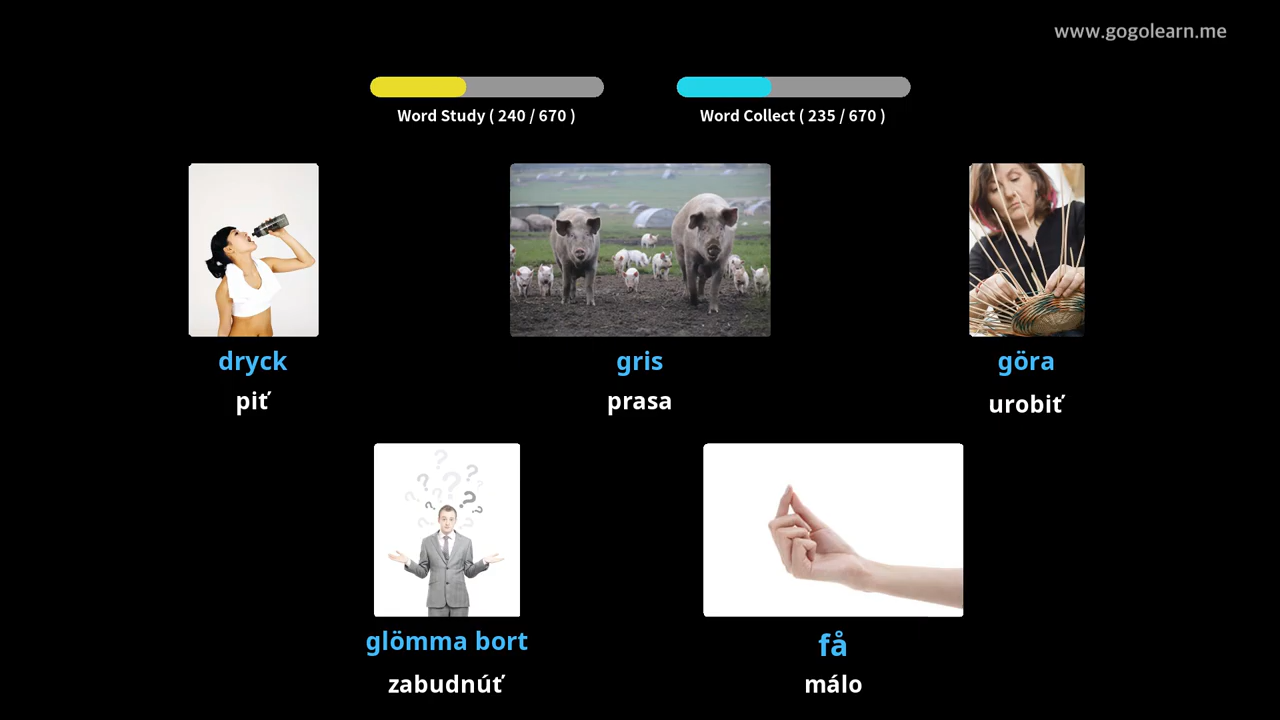 www.gogolearn.me
Word Study ( 240 / 670 )
Word Collect ( 235 / 670 )
dryck
piť
gris
prasa
göra
urobiť
glömma bort
zabudnúť
få
málo